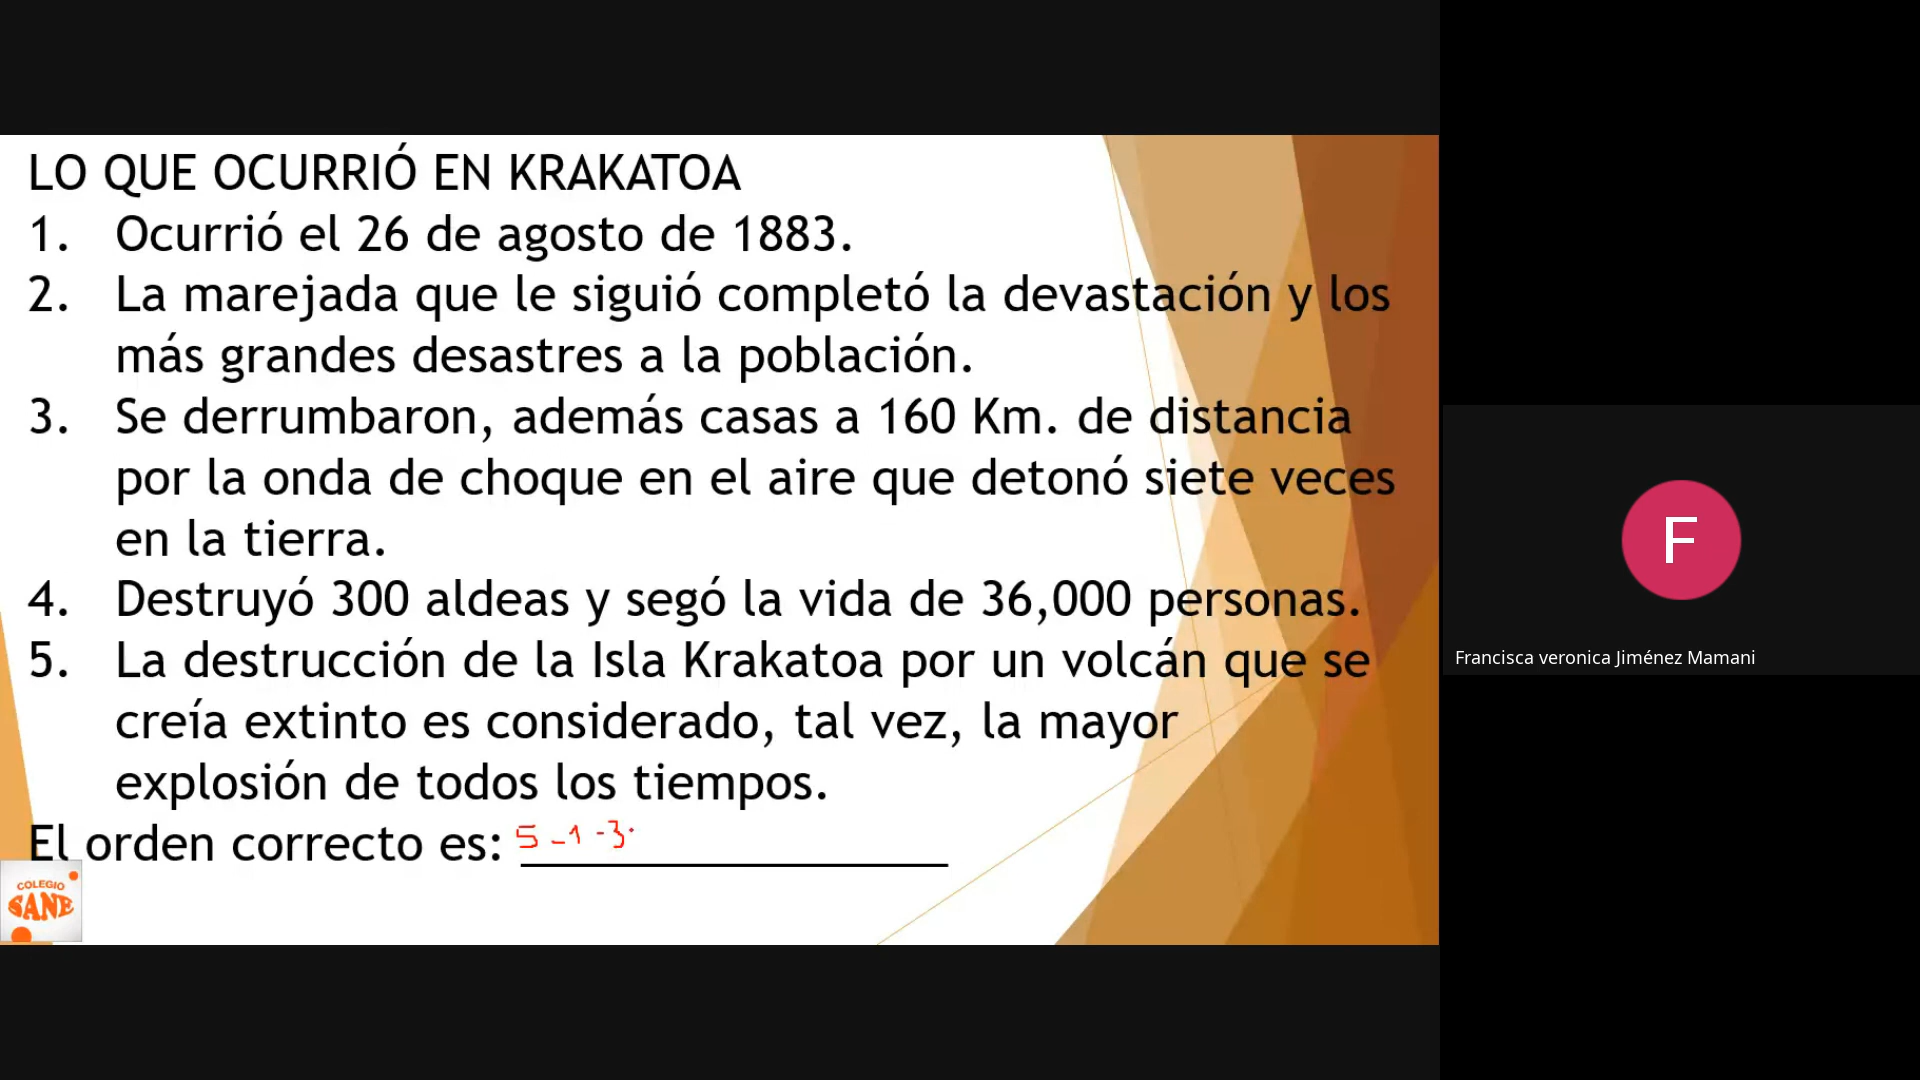 LO QUE OCURRIÓ EN KRAKATOA
1. Ocurrió el 26 de agosto de 1883.
2. La marejada que le siguió completó la devastación y los
más grandes desastres a la población.
3. Se derrumbaron, además casas a 160 Km. de distancia
por la onda de choque en el aire que detonó siete veces
en la tierra.
4. Destruyó 300 aldeas y segó la vida de 36,000 personas.
5. La destrucción de la Isla Krakatoa por un volcán que se
creía extinto es considerado, tal vez, la mayor
explosión de todos los tiempos.
El orden correcto es: 5-1-3.
COLEGIO
SANE
F
Francisca veronica Jiménez Mamani